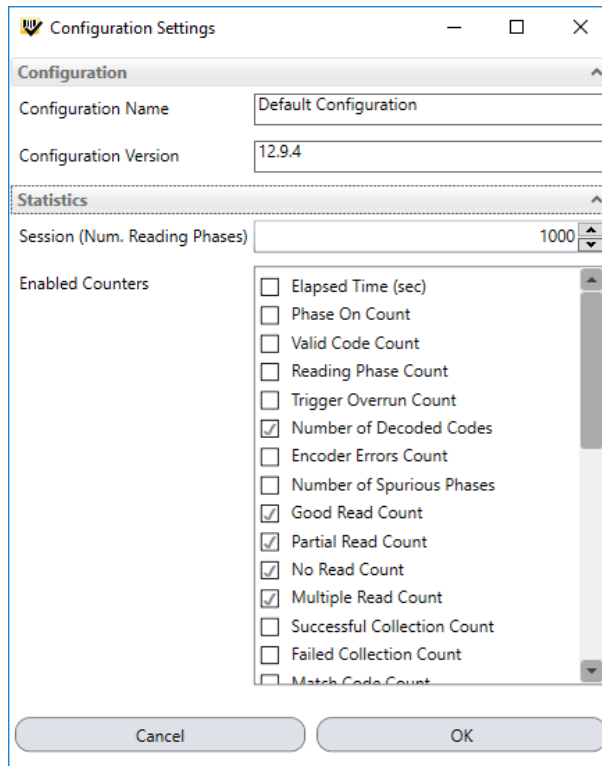 Configuration Settings
Configuration
Configuration Name
Default Configuration
Configuration Version
12.9.4
Statistics
Session (Num. Reading Phases)
1000
Enabled Counters
Elapsed Time (sec)
Phase On Count
Valid Code Count
Reading Phase Count
Trigger Overrun Count
Number of Decoded Codes
Encoder Errors Count
Number of Spurious Phases
Good Read Count
Partial Read Count
No Read Count
Multiple Read Count
Successful Collection Count
Failed Collection Count
Match Code Count
Cancel
OK